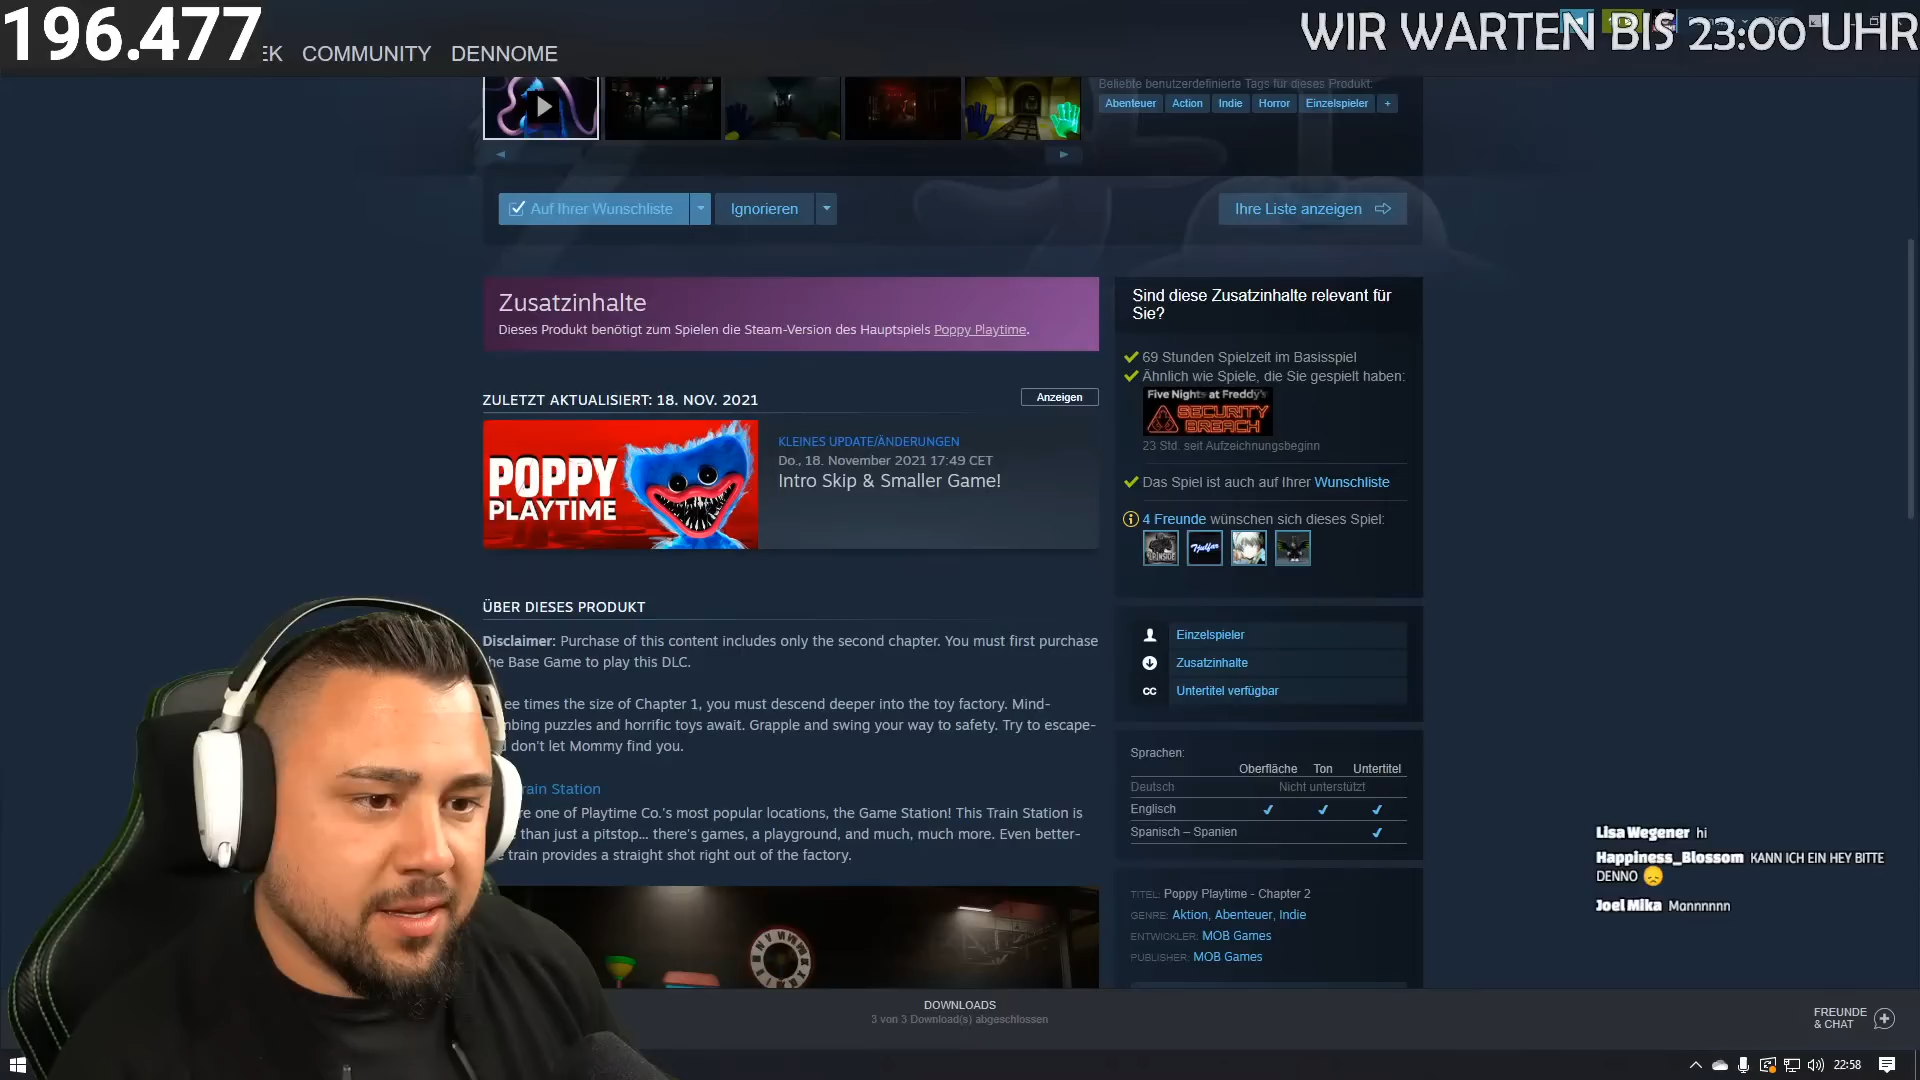 196.477
WIR WARTEN BIS 23:00 UHR
EK COMMUNITY DENNOME
Beliebte benutzerdefinierte Tags für dieses Produkt:
Abenteuer Action Indie Horror Einzelspieler +
Auf Ihrer Wunschliste Ignorieren Ihre Liste anzeigen
Zusatzinhalte
Dieses Produkt benötigt zum Spielen die Steam-Version des Hauptspiels Poppy Playtime.
ZULETZT AKTUALISIERT: 18. NOV. 2021 Anzeigen
POPPY
PLAYTIME
KLEINES UPDATE/ÄNDERUNGEN
Do., 18. November 2021 17:49 CET
Intro Skip & Smaller Game!
ÜBER DIESES PRODUKT
Disclaimer: Purchase of this content includes only the second chapter. You must first purchase
he Base Game to play this DLC.
ee times the size of Chapter 1, you must descend deeper into the toy factory. Mind-
bing puzzles and horrific toys await. Grapple and swing your way to safety. Try to escape-
don't let Mommy find you.
rain Station
re one of Playtime Co.'s most popular locations, the Game Station! This Train Station is
than just a pitstop... there's games, a playground, and much, much more. Even better-
train provides a straight shot right out of the factory.
Sind diese Zusatzinhalte relevant für
Sie?
69 Stunden Spielzeit im Basisspiel
Ähnlich wie Spiele, die Sie gespielt haben:
Five Nights at Freddy's
SECURITY
BREACH
23 Std. seit Aufzeichnungsbeginn
Das Spiel ist auch auf Ihrer Wunschliste
4 Freunde wünschen sich dieses Spiel:
Einzelspieler
Zusatzinhalte
CC Untertitel verfügbar
Sprachen:
Oberfläche Ton Untertitel
Deutsch Nicht unterstützt
Englisch ✔ ✔ ✔
Spanisch – Spanien ✔
TITEL: Poppy Playtime - Chapter 2
GENRE: Aktion, Abenteuer, Indie
ENTWICKLER: MOB Games
PUBLISHER: MOB Games
Lisa Wegener hi
Happiness_Blossom KANN ICH EIN HEY BITTE
DENNO 😞
Joel Mika Mannnnnn
DOWNLOADS
3 von 3 Download(s) abgeschlossen
FREUNDE
& CHAT
22:58